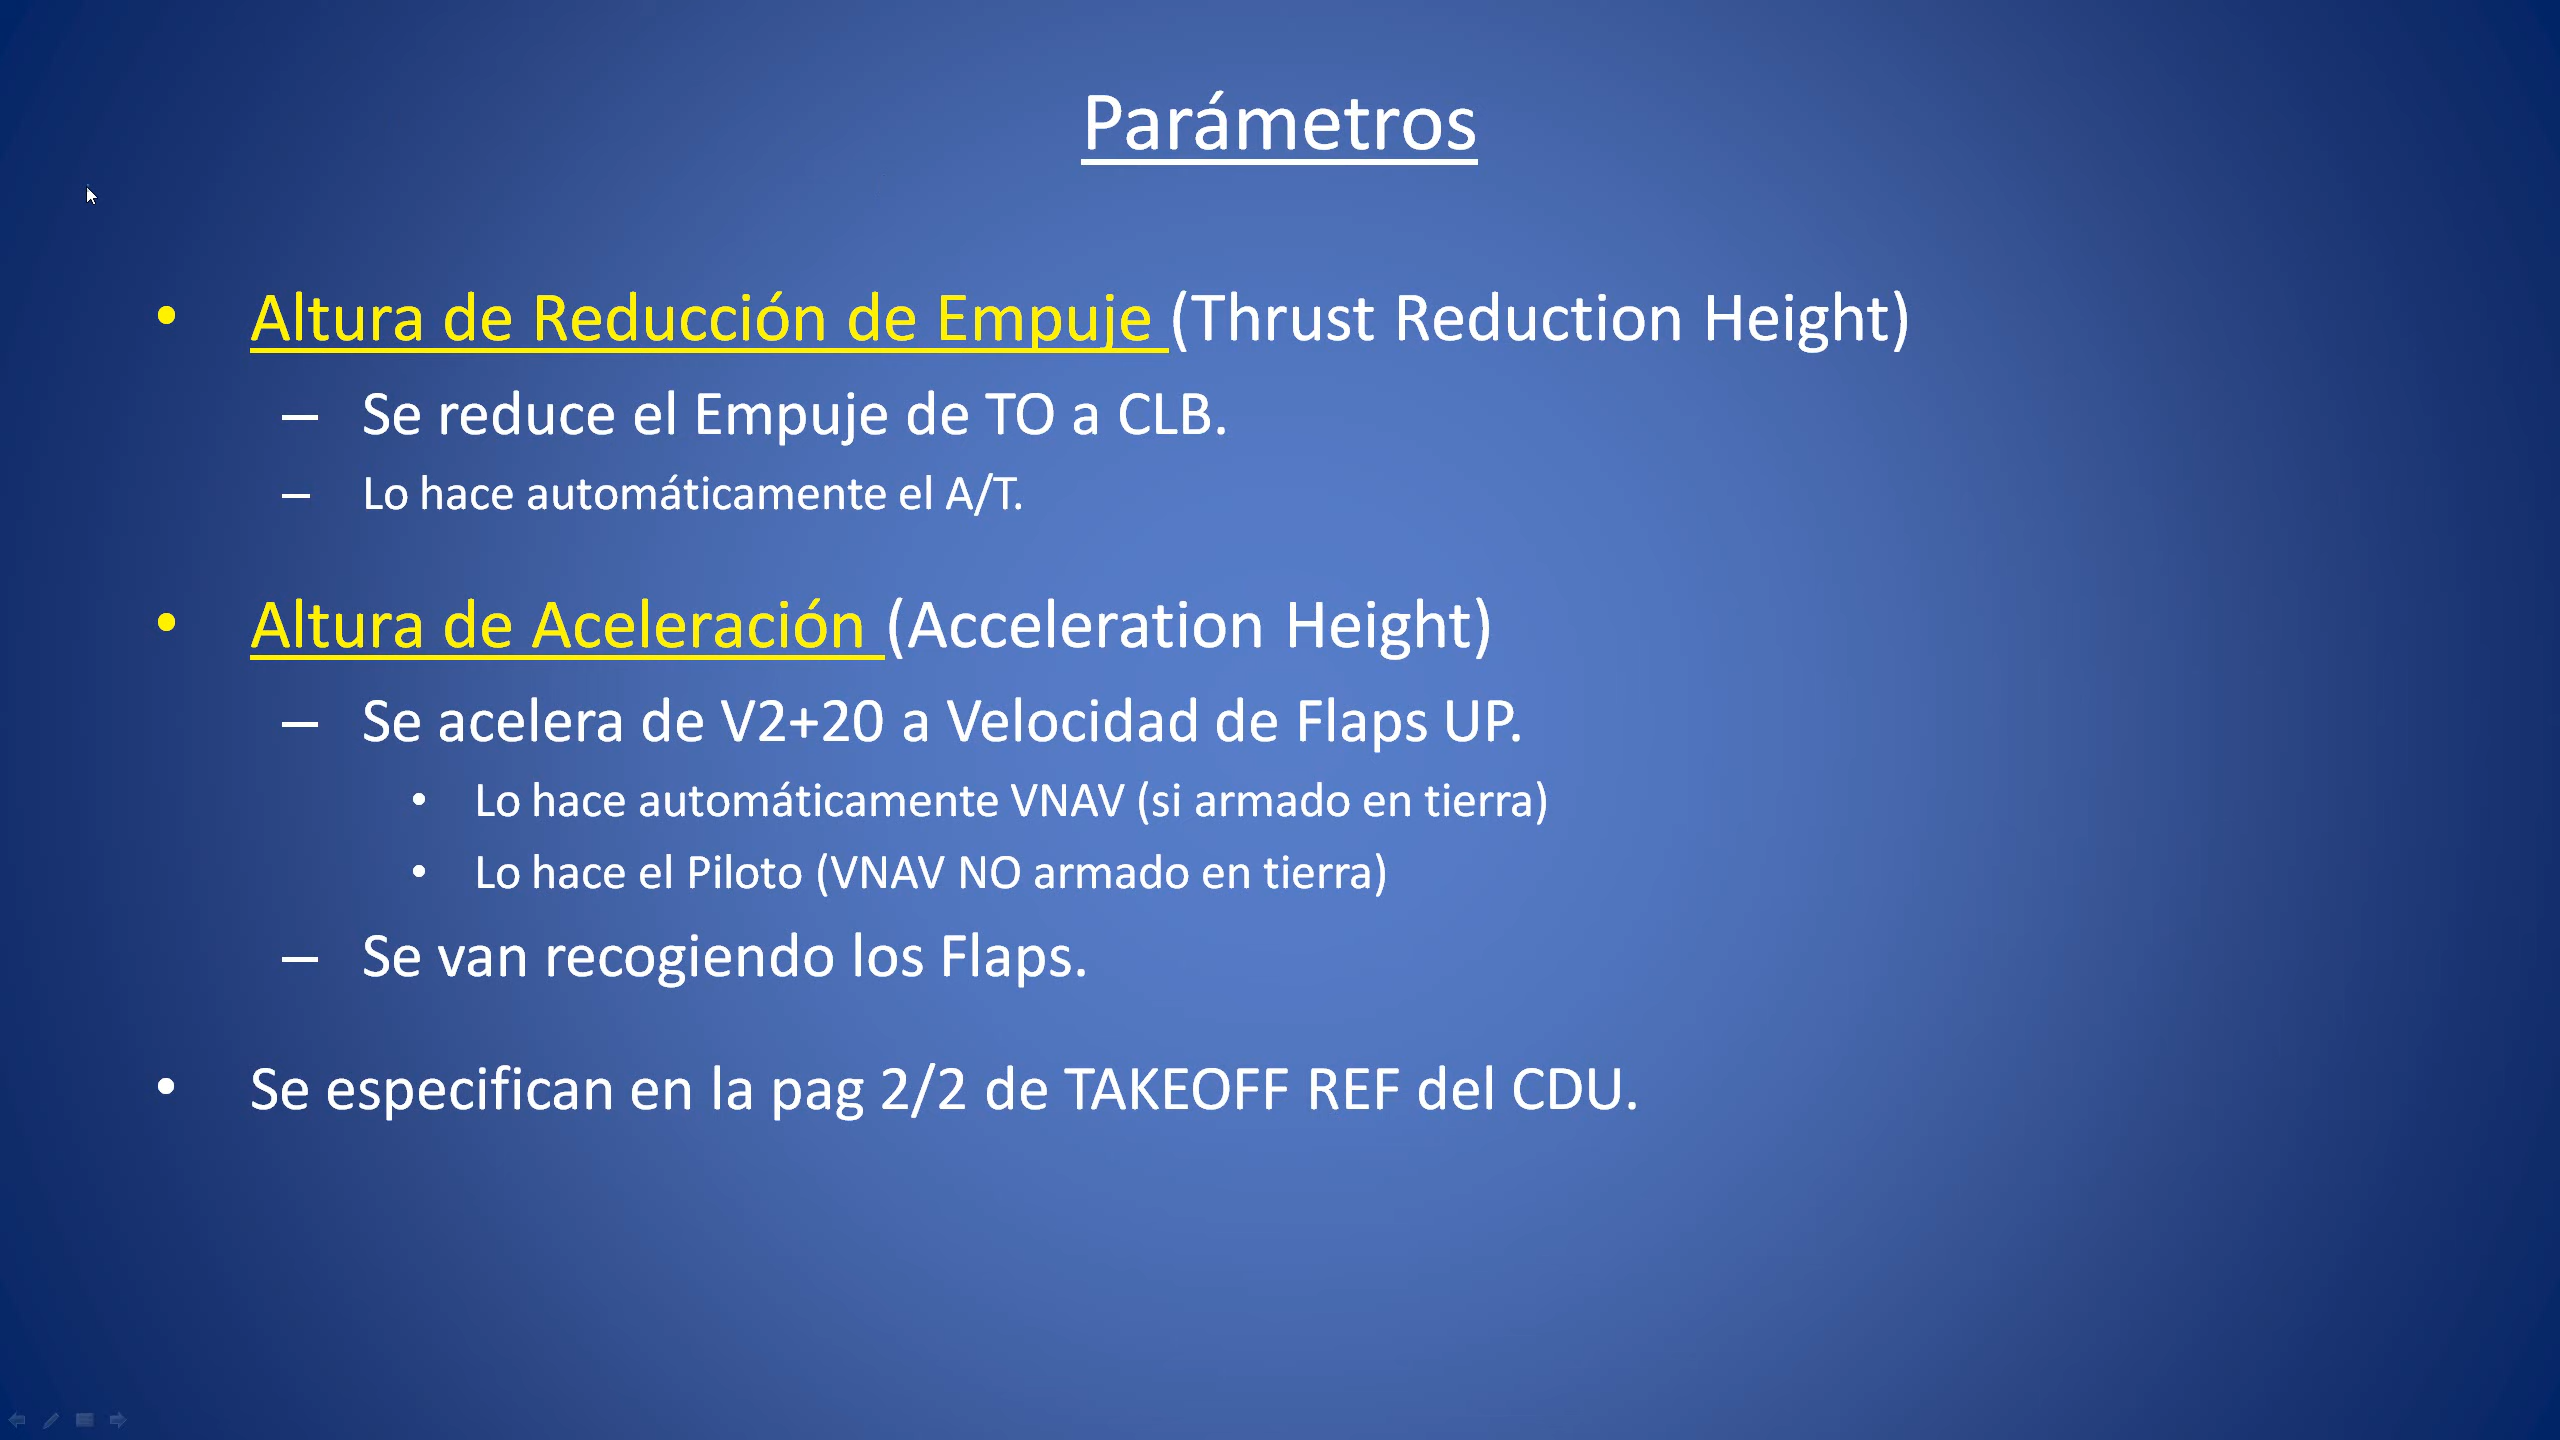 Parámetros
• Altura de Reducción de Empuje (Thrust Reduction Height)
– Se reduce el Empuje de TO a CLB.
– Lo hace automáticamente el A/T.
• Altura de Aceleración (Acceleration Height)
– Se acelera de V2+20 a Velocidad de Flaps UP.
• Lo hace automáticamente VNAV (si armado en tierra)
• Lo hace el Piloto (VNAV NO armado en tierra)
– Se van recogiendo los Flaps.
• Se especifican en la pag 2/2 de TAKEOFF REF del CDU.